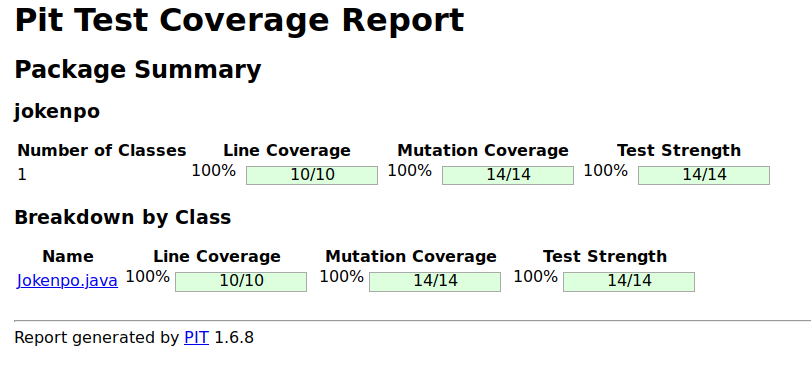 Pit Test Coverage Report
Package Summary
jokenpo
Number of Classes Line Coverage Mutation Coverage Test Strength
1 100% 10/10 100% 14/14 100% 14/14
Breakdown by Class
Name Line Coverage Mutation Coverage Test Strength
Jokenpo.java 100% 10/10 100% 14/14 100% 14/14
Report generated by PIT 1.6.8